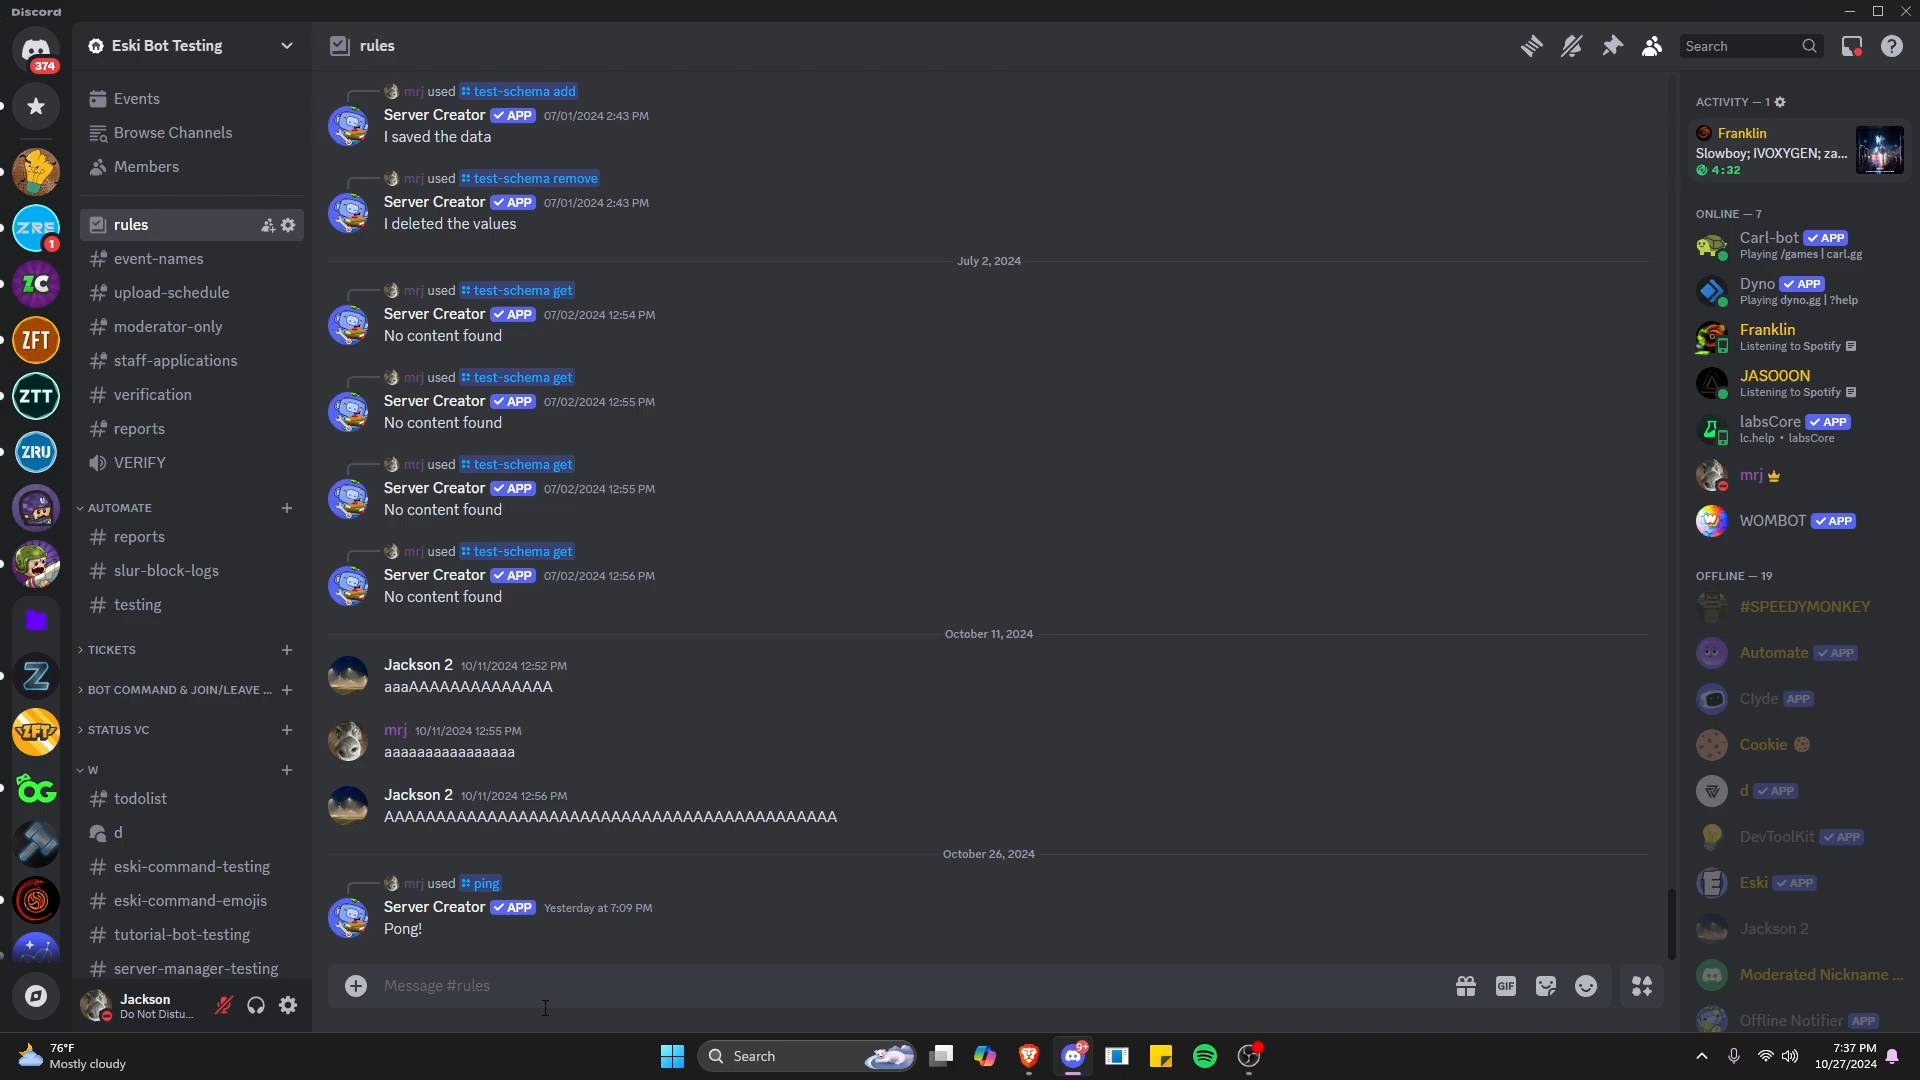 Discord
374
ZRE
1
ZC
ZFT
ZTT
ZRU
Z
ZFT
OG
Eski Bot Testing
Events
Browse Channels
Members
rules
event-names
upload-schedule
moderator-only
staff-applications
verification
reports
VERIFY
AUTOMATE
reports
slur-block-logs
testing
TICKETS
BOT COMMAND & JOIN/LEAVE ...
STATUS VC
W
todolist
d
eski-command-testing
eski-command-emojis
tutorial-bot-testing
server-manager-testing
Jackson
Do Not Distu...
rules
Search
mrj used test-schema add
Server Creator ✓ APP 07/01/2024 2:43 PM
I saved the data
mrj used test-schema remove
Server Creator ✓ APP 07/01/2024 2:43 PM
I deleted the values
July 2, 2024
mrj used test-schema get
Server Creator ✓ APP 07/02/2024 12:54 PM
No content found
mrj used test-schema get
Server Creator ✓ APP 07/02/2024 12:55 PM
No content found
mrj used test-schema get
Server Creator ✓ APP 07/02/2024 12:55 PM
No content found
mrj used test-schema get
Server Creator ✓ APP 07/02/2024 12:56 PM
No content found
October 11, 2024
Jackson 2 10/11/2024 12:52 PM
aaaAAAAAAAAAAAAAA
mrj 10/11/2024 12:55 PM
aaaaaaaaaaaaaaaa
Jackson 2 10/11/2024 12:56 PM
AAAAAAAAAAAAAAAAAAAAAAAAAAAAAAAAAAAAAAAAAAAA
October 26, 2024
mrj used ping
Server Creator ✓ APP Yesterday at 7:09 PM
Pong!
Message #rules
GIF
ACTIVITY — 1
Franklin
Slowboy; IVOXYGEN; za...
4:32
ONLINE — 7
Carl-bot ✓ APP
Playing /games | carl.gg
Dyno ✓ APP
Playing dyno.gg | ?help
Franklin
Listening to Spotify
JASO0ON
Listening to Spotify
labsCore ✓ APP
lc.help • labsCore
mrj
WOMBOT ✓ APP
OFFLINE — 19
#SPEEDYMONKEY
Automate ✓ APP
Clyde APP
Cookie
d ✓ APP
DevToolKit ✓ APP
Eski ✓ APP
Jackson 2
Moderated Nickname ...
Offline Notifier APP
76°F
Mostly cloudy
Search
9+
7:37 PM
10/27/2024